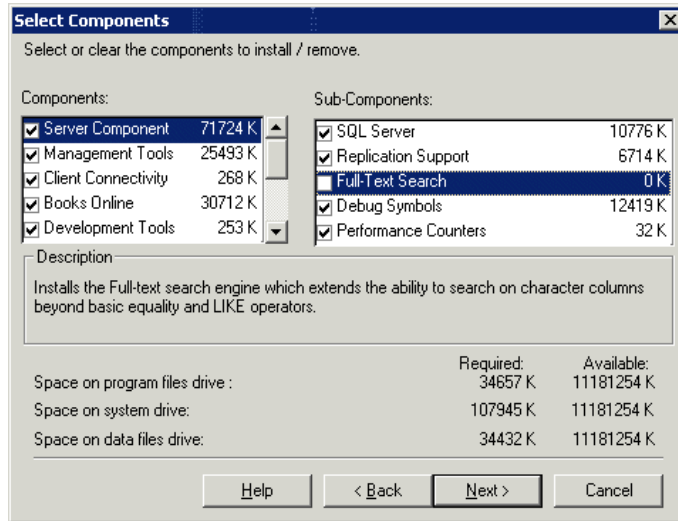 Select Components
Select or clear the components to install / remove.
Components:
Server Component 71724 K
Management Tools 25493 K
Client Connectivity 268 K
Books Online 30712 K
Development Tools 253 K
Sub-Components:
SQL Server 10776 K
Replication Support 6714 K
Full-Text Search 0 K
Debug Symbols 12419 K
Performance Counters 32 K
Description
Installs the Full-text search engine which extends the ability to search on character columns
beyond basic equality and LIKE operators.
Required: Available:
Space on program files drive : 34657 K 11181254 K
Space on system drive: 107945 K 11181254 K
Space on data files drive: 34432 K 11181254 K
Help < Back Next > Cancel